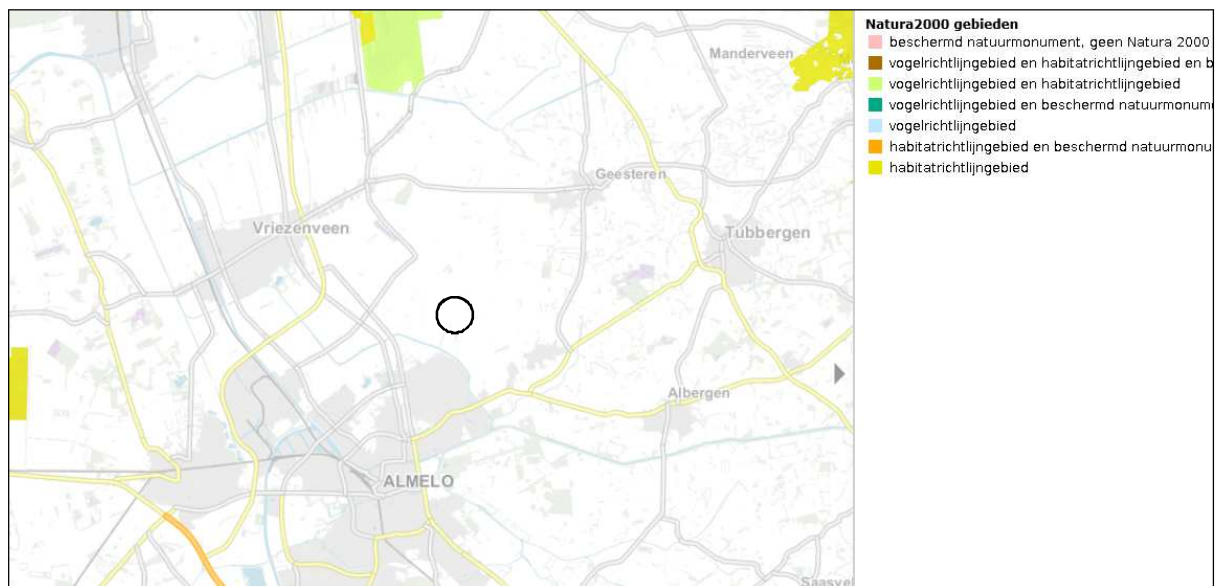 Natura2000 gebieden
beschermd natuurmonument, geen Natura 2000
vogelrichtlijngebied en habitatrichtlijngebied en b
vogelrichtlijngebied en habitatrichtlijngebied
vogelrichtlijngebied en beschermd natuurmonum
vogelrichtlijngebied
habitatrichtlijngebied en beschermd natuurmonu
habitatrichtlijngebied
Manderveen
Geesteren
Vriezenveen
Tubbergen
Albergen
ALMELO
Saasvel